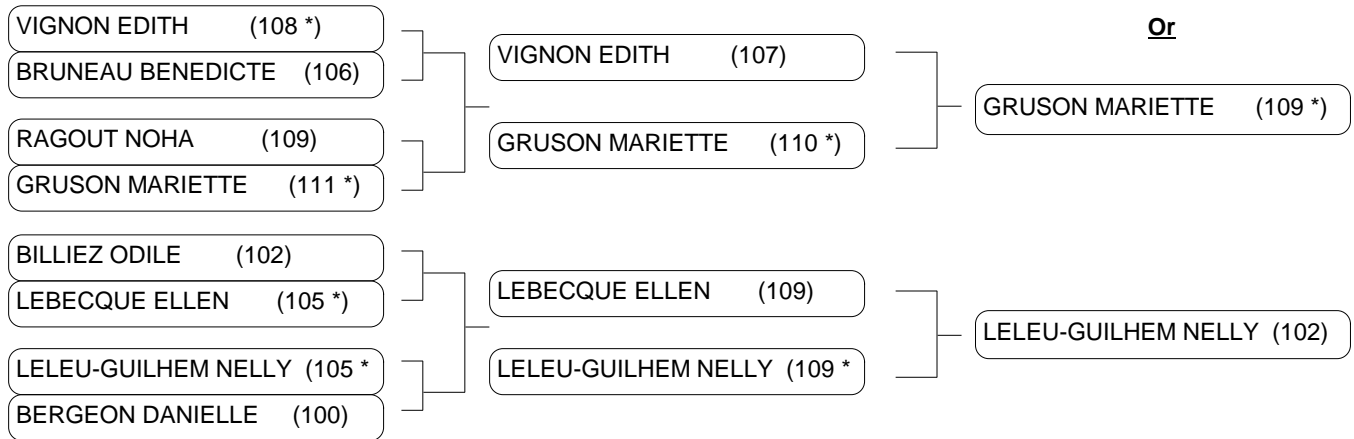 VIGNON EDITH (108 *)
BRUNEAU BENEDICTE (106)
RAGOUT NOHA (109)
GRUSON MARIETTE (111 *)
BILLIEZ ODILE (102)
LEBECQUE ELLEN (105 *)
LELEU-GUILHEM NELLY (105 *
BERGEON DANIELLE (100)
VIGNON EDITH (107)
GRUSON MARIETTE (110 *)
LEBECQUE ELLEN (109)
LELEU-GUILHEM NELLY (109 *
Or
GRUSON MARIETTE (109 *)
LELEU-GUILHEM NELLY (102)